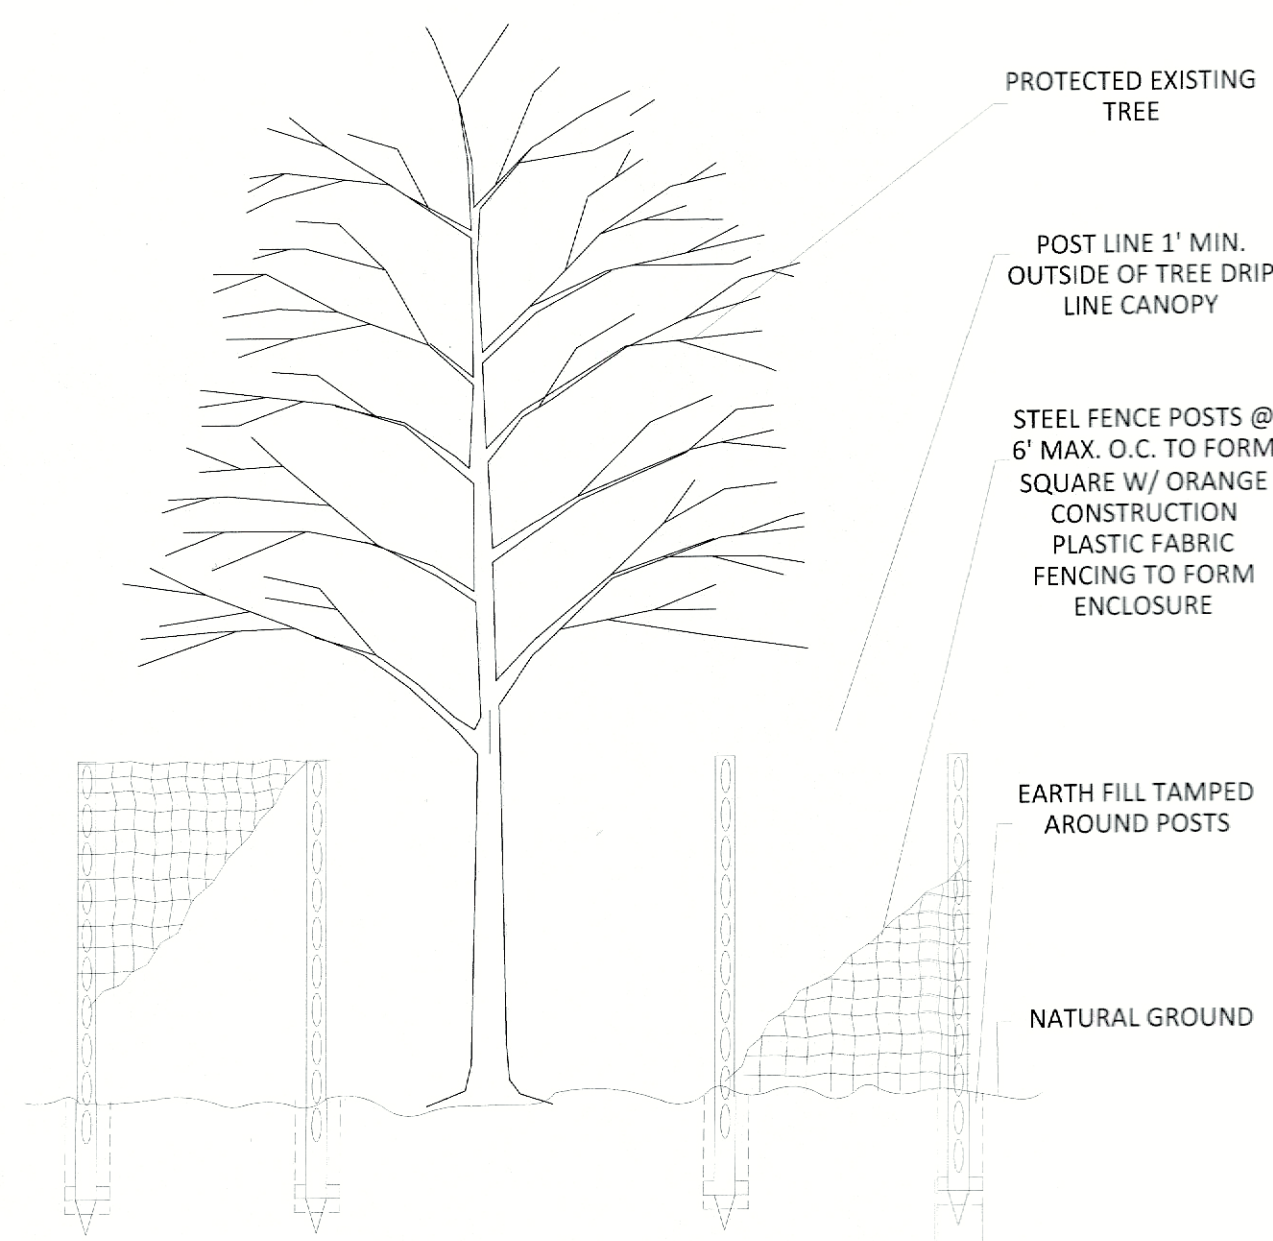 PROTECTED EXISTING
TREE
POST LINE 1' MIN.
OUTSIDE OF TREE DRIP
LINE CANOPY
STEEL FENCE POSTS @
6' MAX. O.C. TO FORM
SQUARE W/ ORANGE
CONSTRUCTION
PLASTIC FABRIC
FENCING TO FORM
ENCLOSURE
EARTH FILL TAMPED
AROUND POSTS
NATURAL GROUND